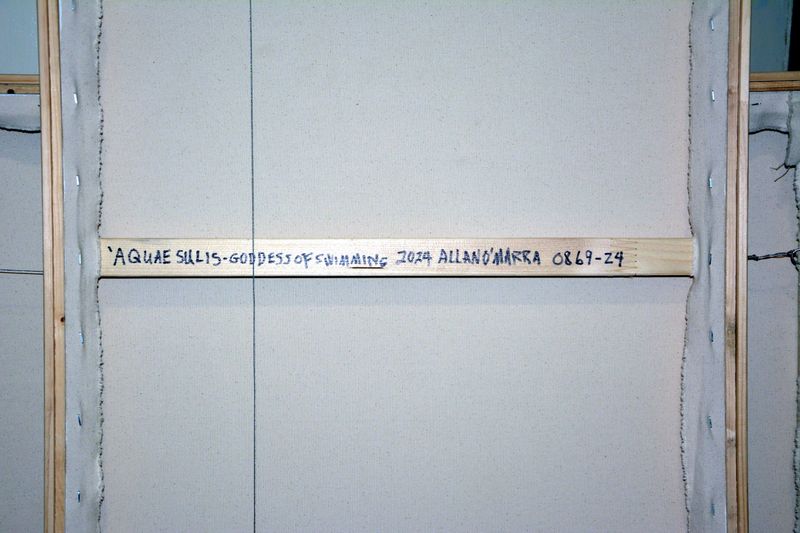 'AQUAE SULIS-GODDESS OF SWIMMING 2024 ALLAN O'MARRA 0869-24